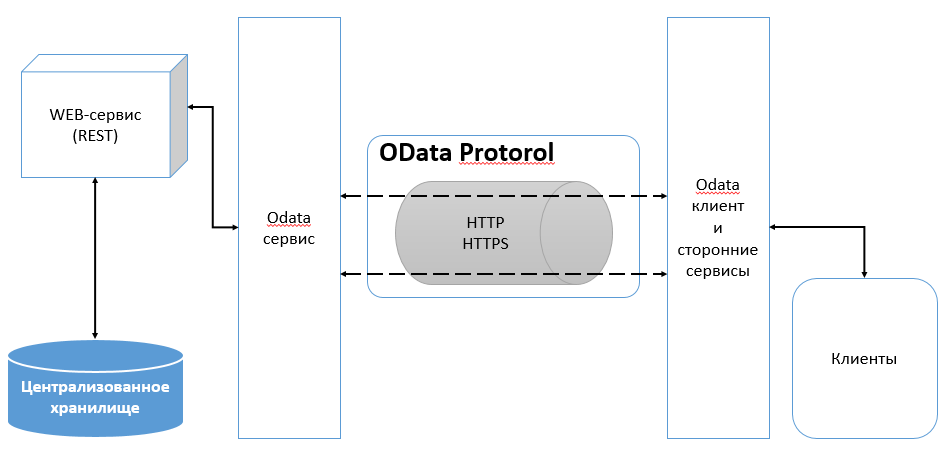 WEB-сервис
(REST)
Централизованное
хранилище
Odata
сервис
OData Protorol
HTTP
HTTPS
Odata
клиент
и
сторонние
сервисы
Клиенты